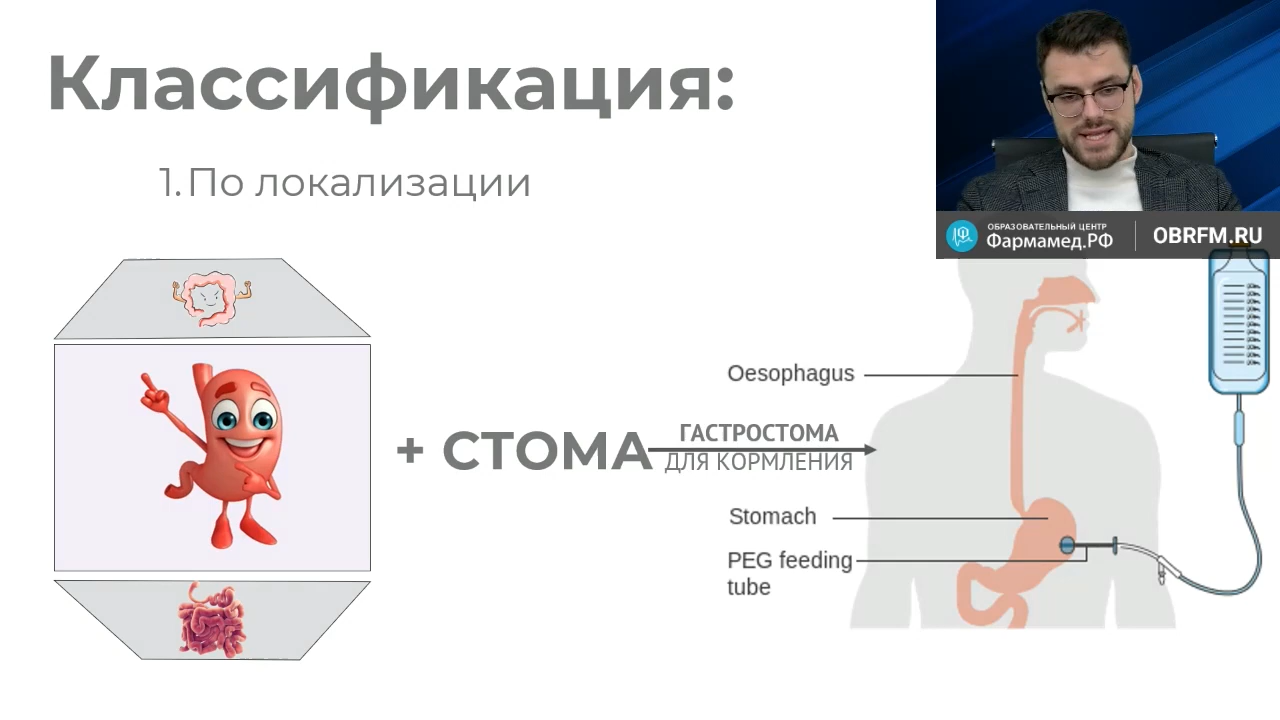 Классификация:
1. По локализации
ОБРАЗОВАТЕЛЬНЫЙ ЦЕНТР
Фармамед.РФ
OBRFM.RU
Oesophagus
+ СТОМА
ГАСТРОСТОМА
ДЛЯ КОРМЛЕНИЯ
Stomach
PEG feeding
tube